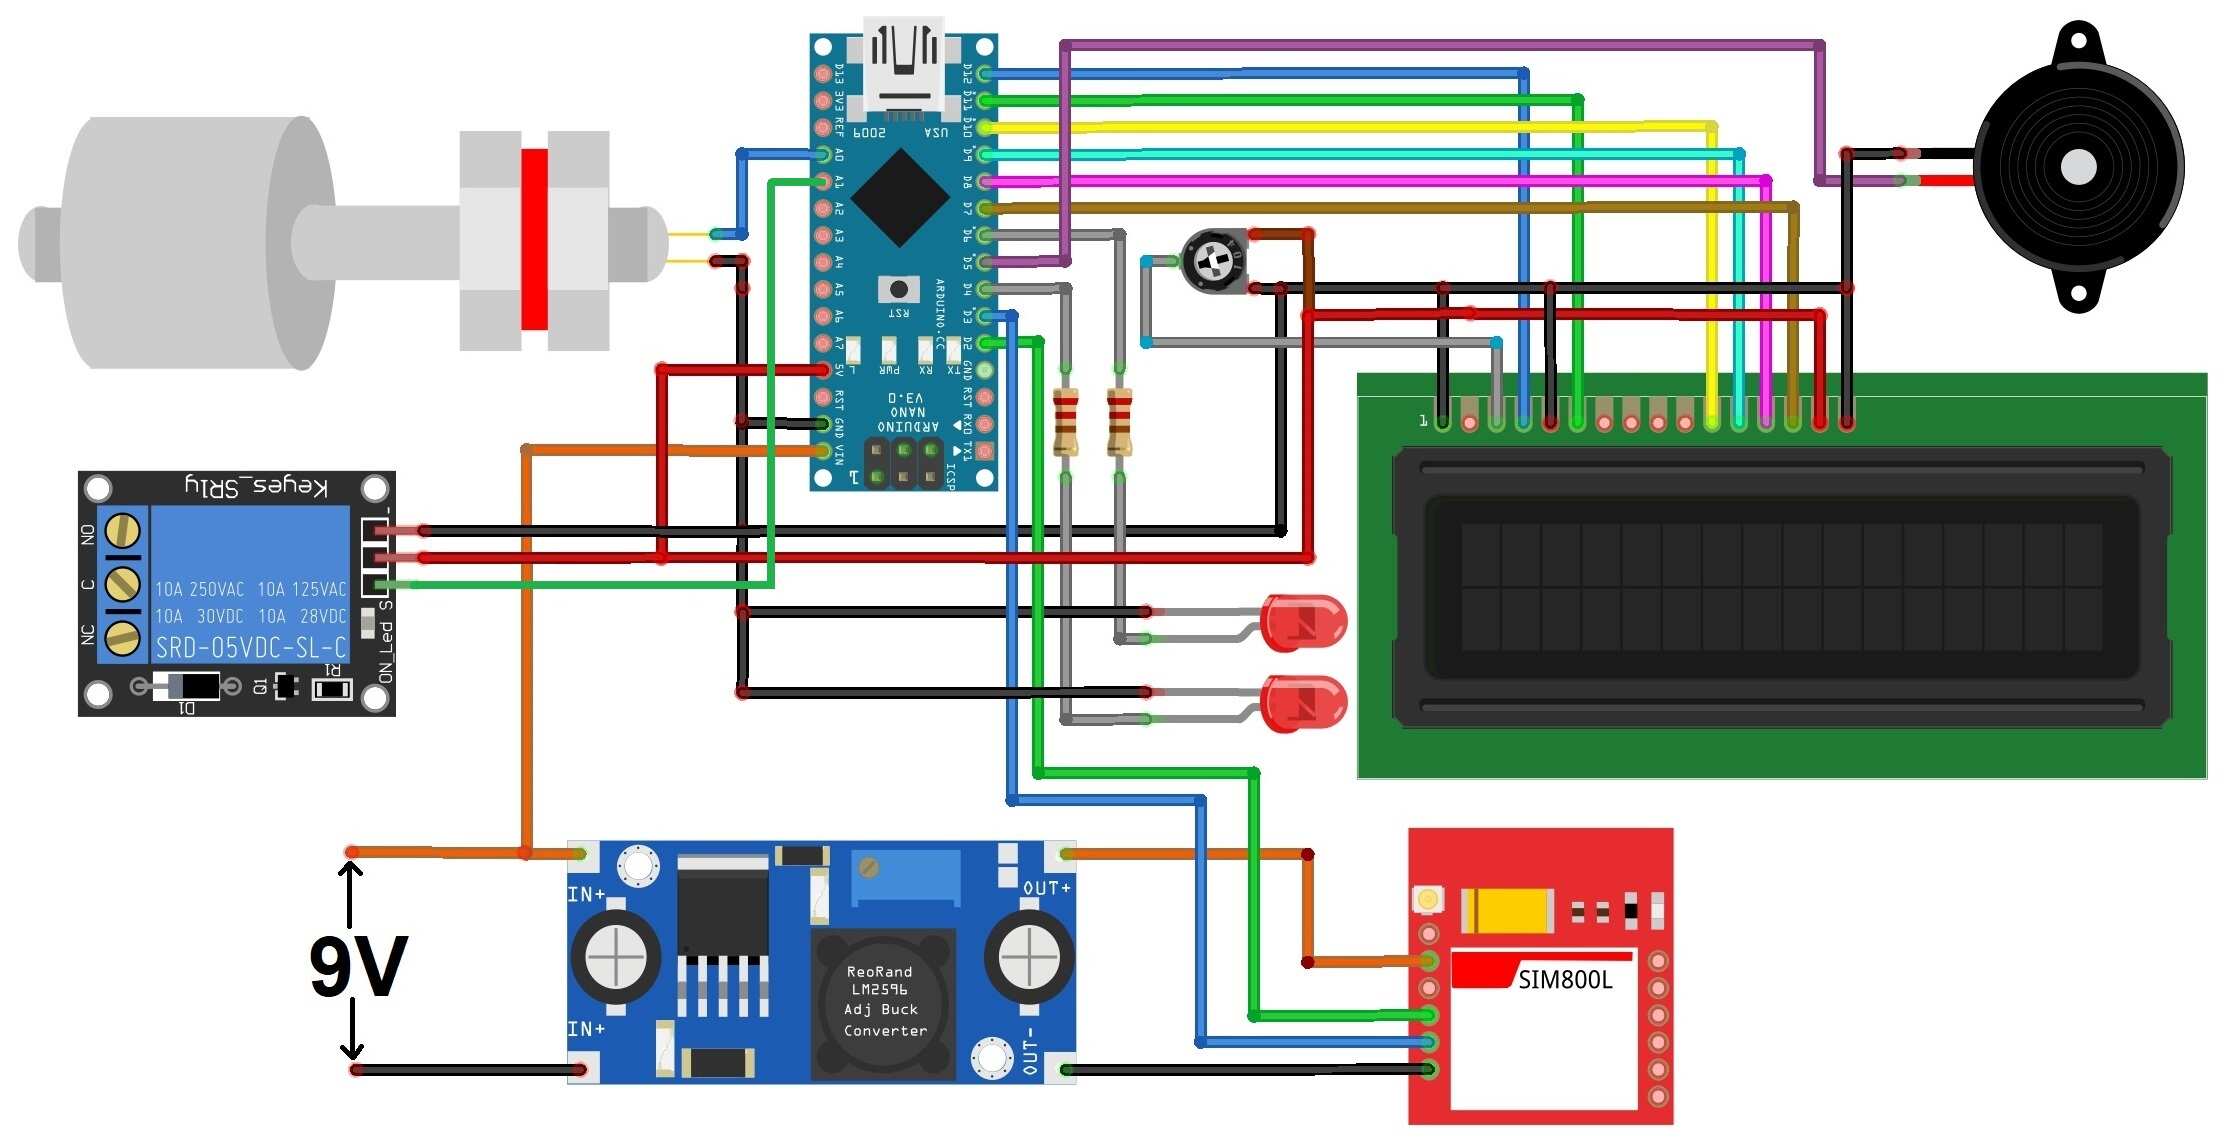 D13
3V3
REF
A0
A1
A2
A3
A4
A5
A6
A7
5V
RST
GND
VIN
D12
D11
D10
D9
D8
D7
D6
D5
D4
D3
D2
GND
RST
RX0
TX1
2009
USA
RST
ARDUINO.CC
L
PWR
RX
TX
V3.0
NANO
ARDUINO
1
ICSP
1
Keyes_SRly
NO
C
NC
-
S
10A 250VAC 10A 125VAC
10A 30VDC 10A 28VDC
SRD-05VDC-SL-C
ON_Led
D1
Q1
R1
9V
IN+
IN+
OUT+
OUT-
ReoRand
LM2596
Adj Buck
Converter
SIM800L